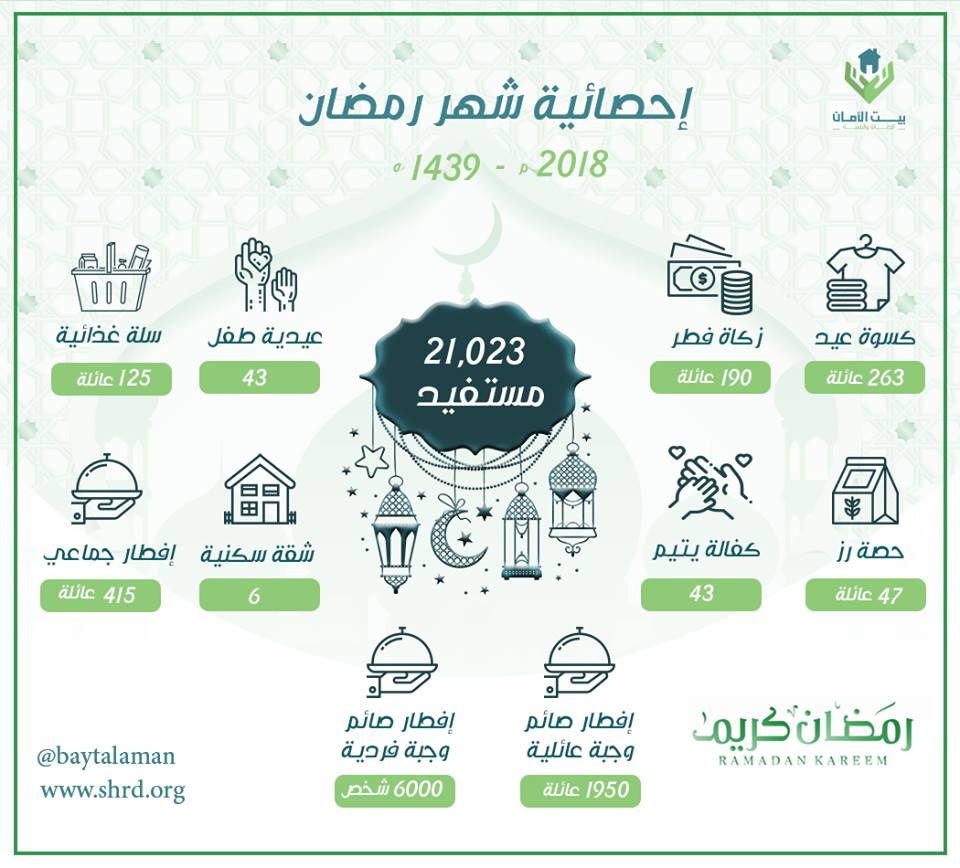 بيت الأمان
إحصائية شهر رمضان
2018 م - 1439 ه
كسوة عيد
263 عائلة
زكاة فطر
190 عائلة
21,023
مستفيد
عيدية طفل
43
سلة غذائية
125 عائلة
حصة رز
47 عائلة
كفالة يتيم
43
شقة سكنية
6
إفطار جماعي
415 عائلة
إفطار صائم
وجبة عائلية
1950 عائلة
إفطار صائم
وجبة فردية
6000 شخص
رمضان كريم
RAMADAN KAREEM
@baytalaman
www.shrd.org